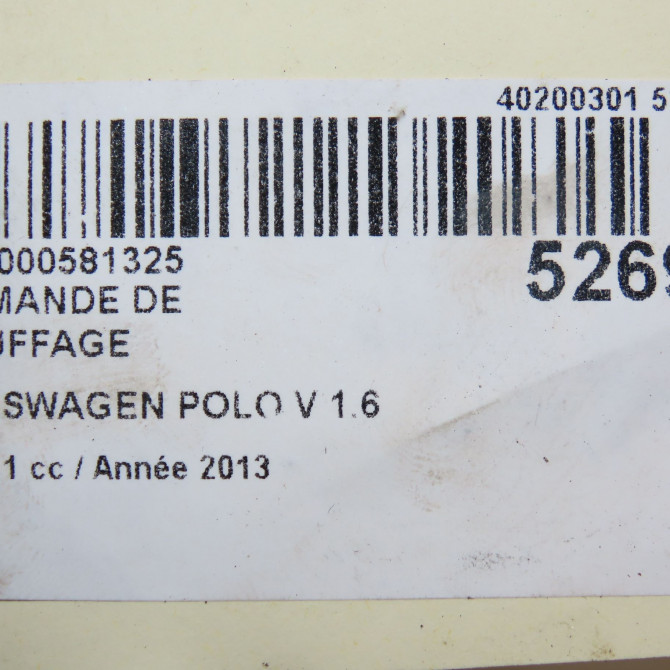 40200301 5
000581325
5269
MANDE DE
UFFAGE
SWAGEN POLO V 1.6
1 cc / Année 2013